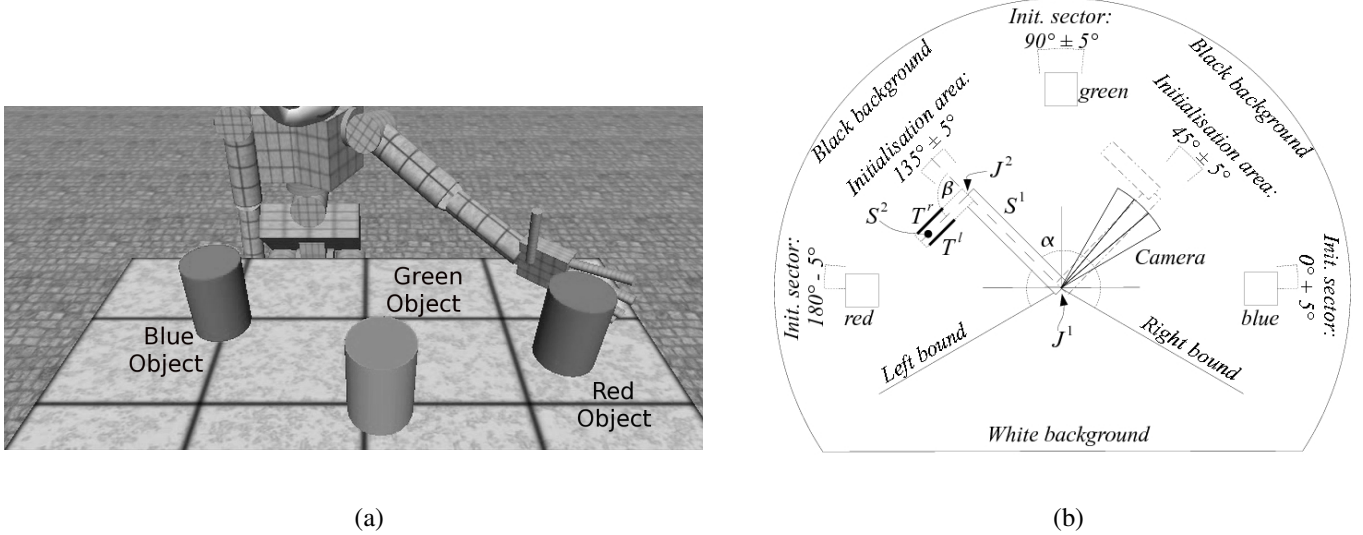 Green
Object
Blue
Object
Red
Object
(a)
Init. sector:
90° ± 5°
green
Black background
Black background
Initialisation area:
135° ± 5°
Initialisation area:
45° ± 5°
J²
β
S¹
S²
Tʳ
Tˡ
α
Camera
Init. sector:
180° - 5°
red
Init. sector:
0° + 5°
blue
J¹
Left bound
Right bound
White background
(b)